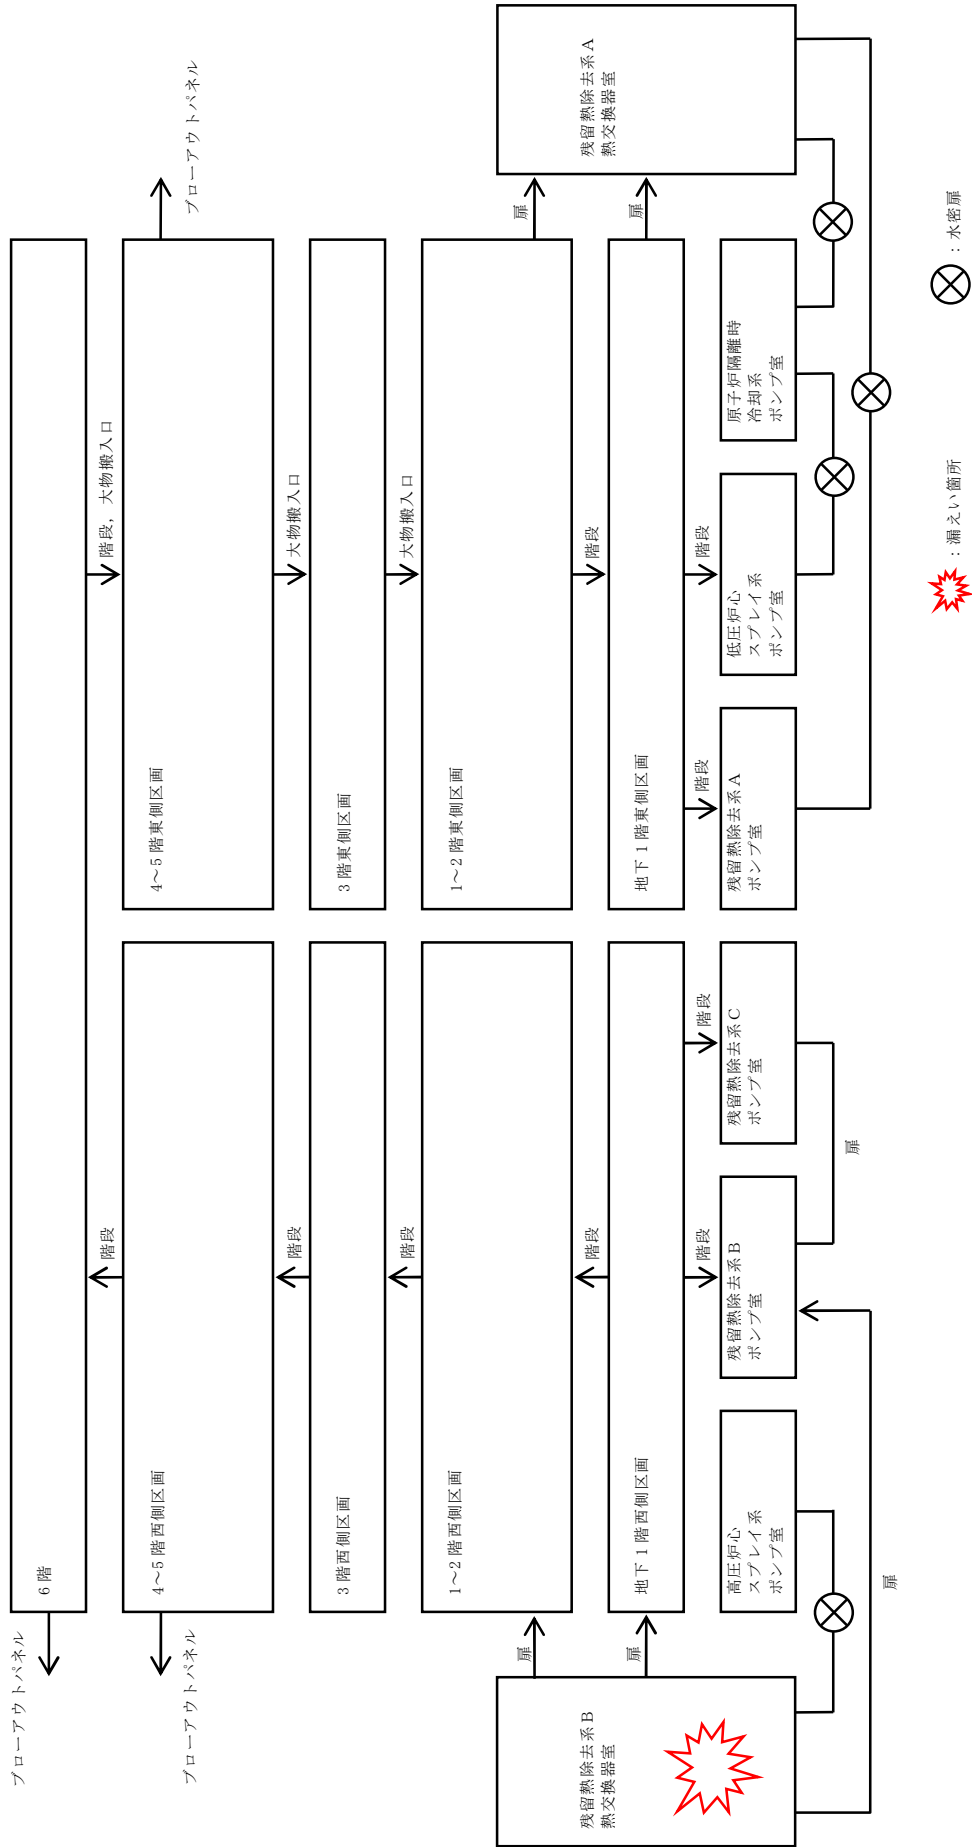 ブローアウトパネル
6 階
階段
階段，大物搬入口
ブローアウトパネル
4～5 階西側区画
4～5 階東側区画
ブローアウトパネル
階段
大物搬入口
3 階西側区画
3 階東側区画
階段
大物搬入口
1～2 階西側区画
1～2 階東側区画
扉
扉
階段
階段
残留熱除去系B
熱交換器室
残留熱除去系A
熱交換器室
扉
地下 1 階西側区画
地下 1 階東側区画
扉
階段
階段
階段
階段
高圧炉心
スプレイ系
ポンプ室
残留熱除去系B
ポンプ室
残留熱除去系C
ポンプ室
残留熱除去系A
ポンプ室
低圧炉心
スプレイ系
ポンプ室
原子炉隔離時
冷却系
ポンプ室
扉
扉
：漏えい箇所
：水密扉